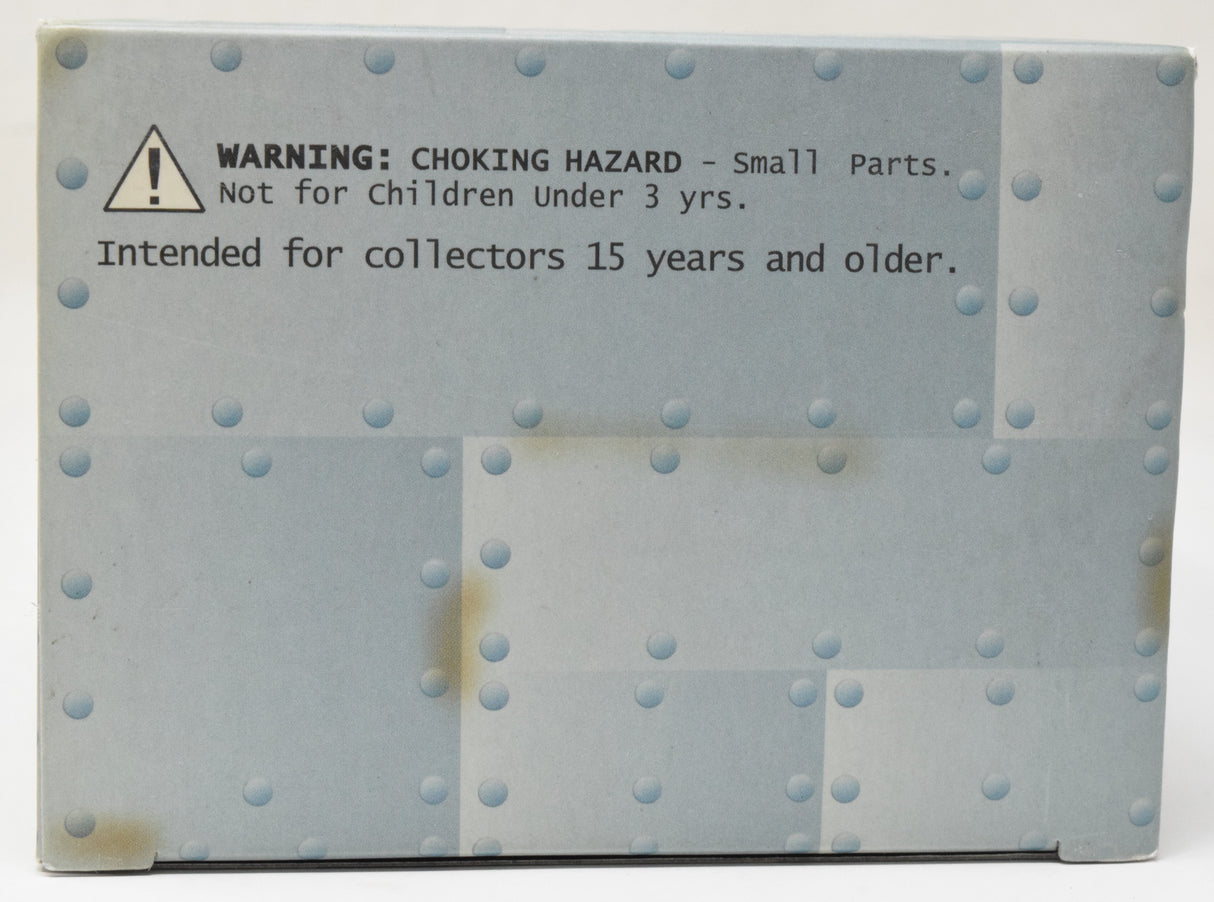 WARNING: CHOKING HAZARD - Small Parts.
Not for Children Under 3 yrs.
Intended for collectors 15 years and older.